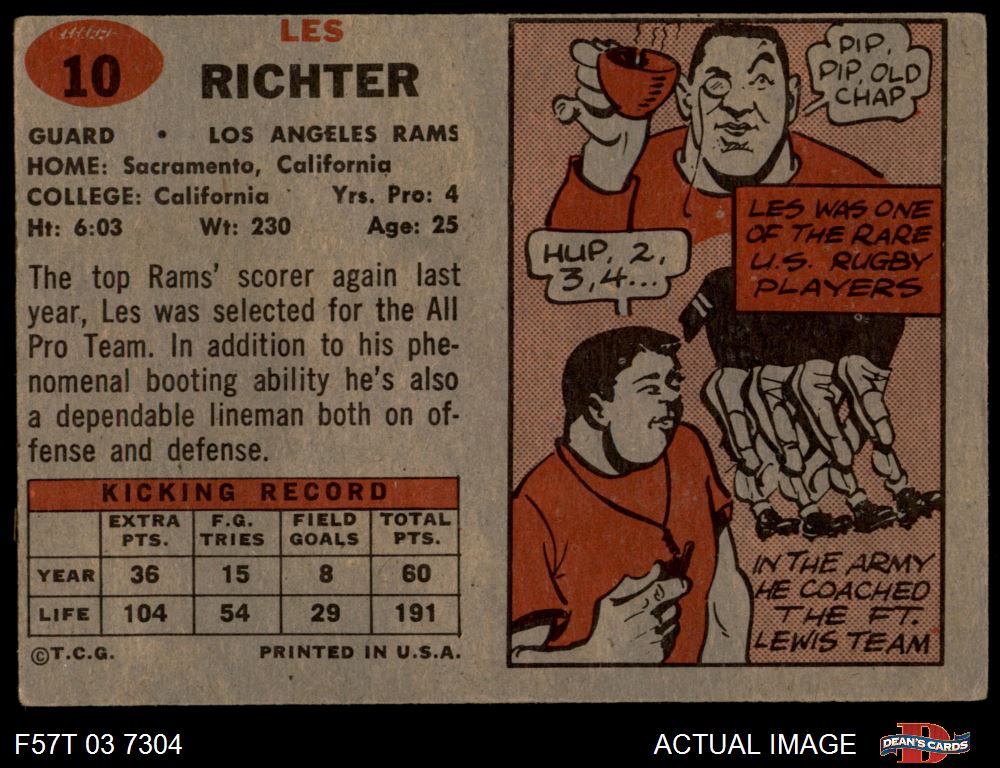 10
LES
RICHTER
GUARD • LOS ANGELES RAMS
HOME: Sacramento, California
COLLEGE: California Yrs. Pro: 4
Ht: 6:03 Wt: 230 Age: 25
The top Rams' scorer again last
year, Les was selected for the All
Pro Team. In addition to his phe-
nomenal booting ability he's also
a dependable lineman both on of-
fense and defense.
KICKING RECORD
EXTRA PTS. F.G. TRIES FIELD GOALS TOTAL PTS.
YEAR 36 15 8 60
LIFE 104 54 29 191
©T.C.G. PRINTED IN U.S.A.
PIP,
PIP, OLD
CHAP
LES WAS ONE
OF THE RARE
U.S. RUGBY
PLAYERS
HUP, 2,
3,4...
IN THE ARMY
HE COACHED
THE FT.
LEWIS TEAM
F57T 03 7304
ACTUAL IMAGE
D
DEAN'S CARDS